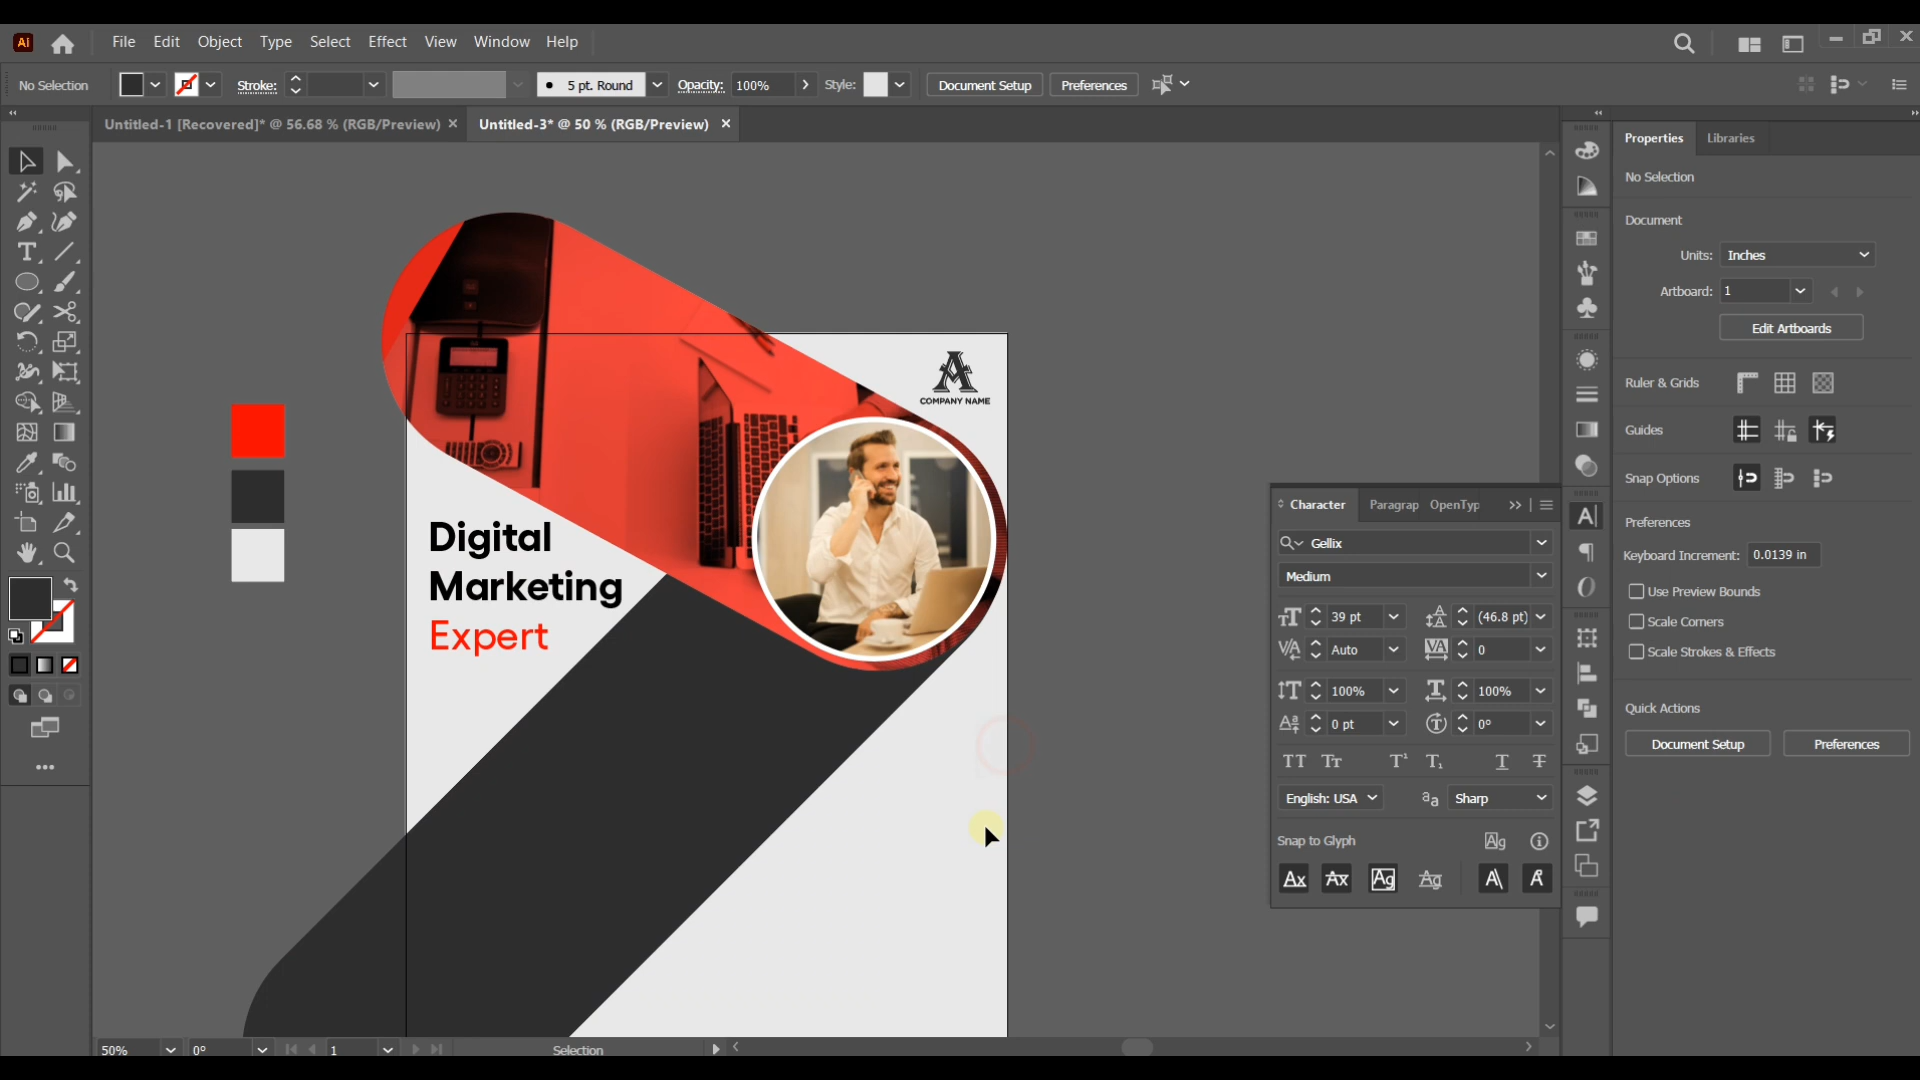 Ai
File Edit Object Type Select Effect View Window Help
No Selection
Stroke:
5 pt. Round
Opacity: 100%
Style:
Document Setup
Preferences
Untitled-1 [Recovered]* @ 56.68 % (RGB/Preview) ×
Untitled-3* @ 50 % (RGB/Preview) ×
COMPANY NAME
Digital
Marketing
Expert
Character Paragrap OpenTyp
Gellix
Medium
39 pt (46.8 pt)
Auto 0
100% 100%
0 pt 0°
English: USA Sharp
Snap to Glyph
Properties Libraries
No Selection
Document
Units: Inches
Artboard: 1
Edit Artboards
Ruler & Grids
Guides
Snap Options
Preferences
Keyboard Increment: 0.0139 in
Use Preview Bounds
Scale Corners
Scale Strokes & Effects
Quick Actions
Document Setup Preferences
50% 0° 1 Selection